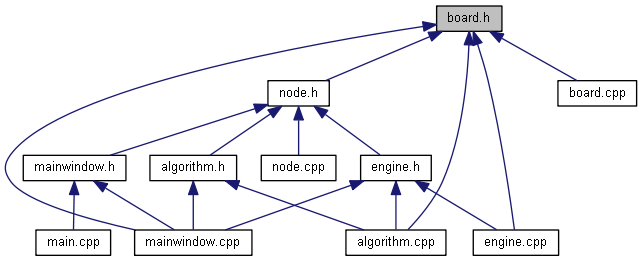 board.h
node.h
board.cpp
mainwindow.h
algorithm.h
node.cpp
engine.h
main.cpp
mainwindow.cpp
algorithm.cpp
engine.cpp